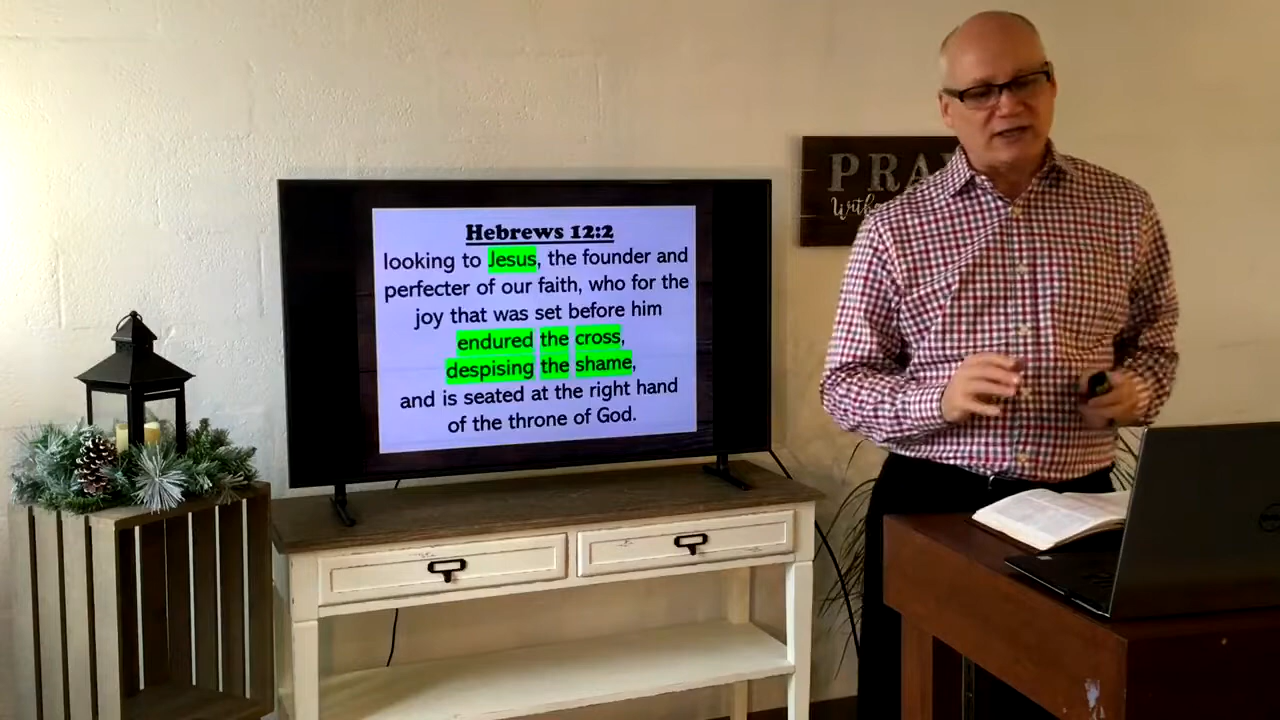 Hebrews 12:2
looking to Jesus, the founder and
perfecter of our faith, who for the
joy that was set before him
endured the cross,
despising the shame,
and is seated at the right hand
of the throne of God.